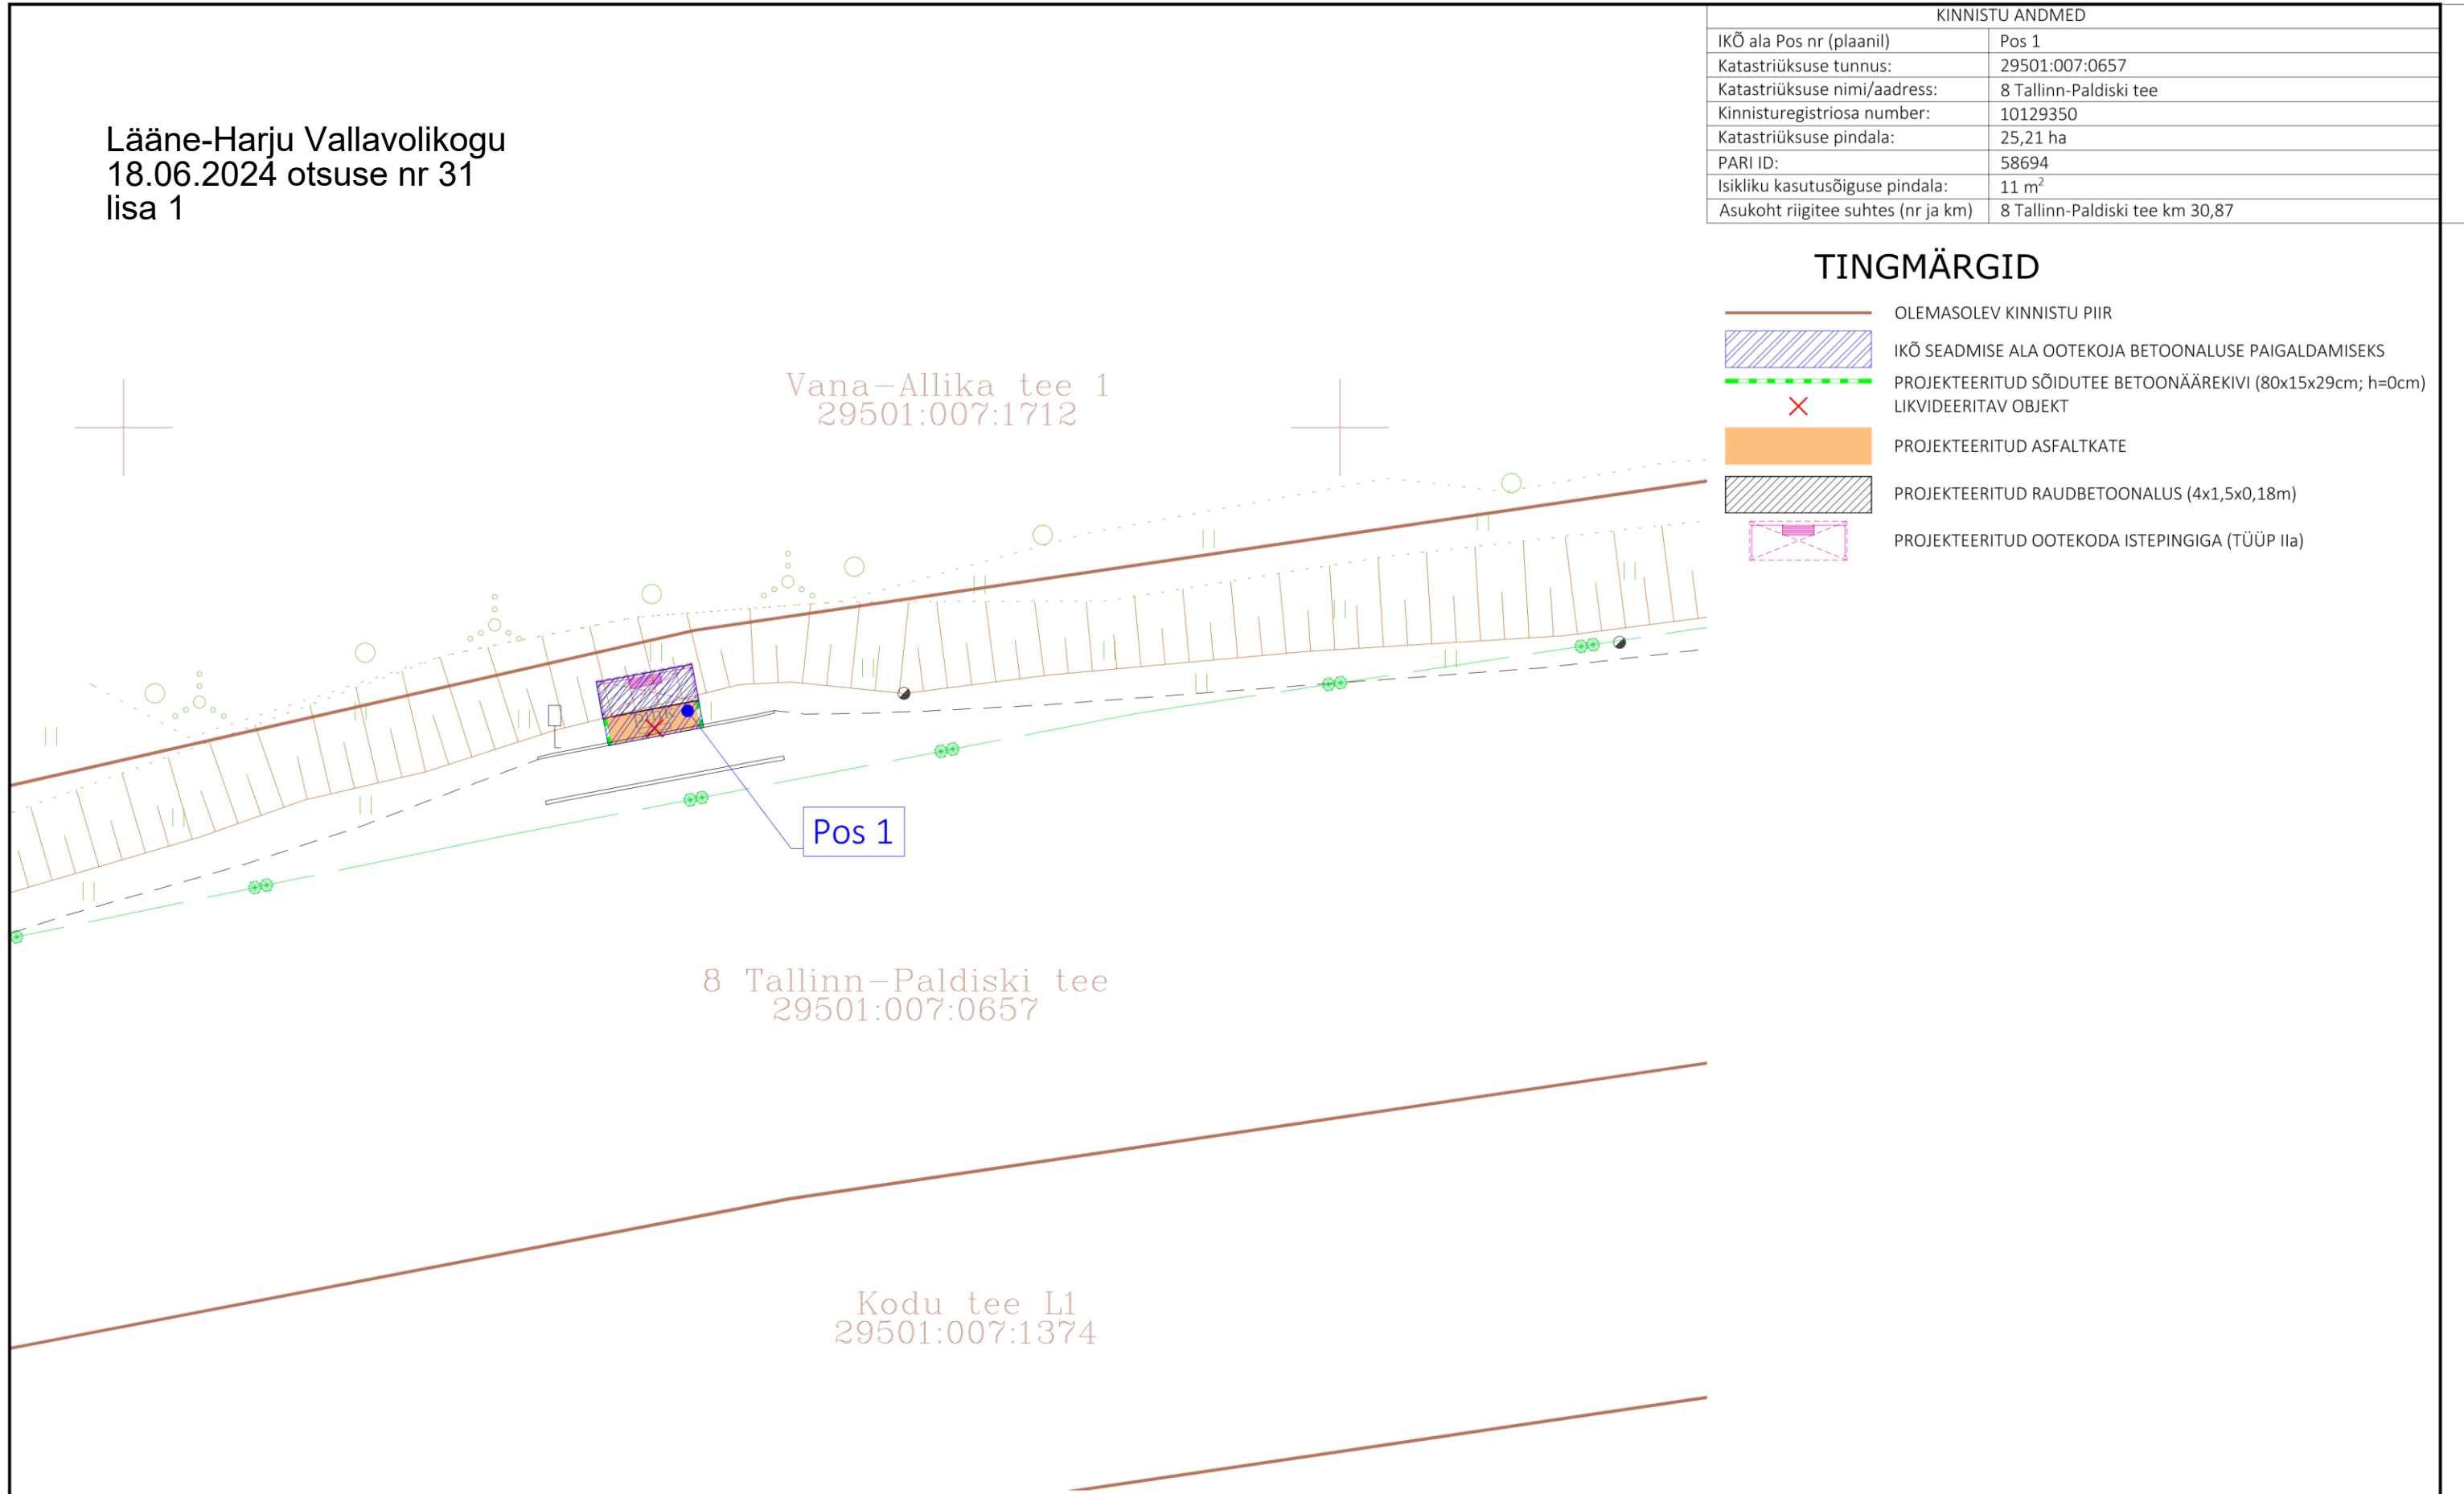 Lääne-Harju Vallavolikogu
18.06.2024 otsuse nr 31
lisa 1
KINNISTU ANDMED
IKÕ ala Pos nr (plaanil) Pos 1
Katastriüksuse tunnus: 29501:007:0657
Katastriüksuse nimi/aadress: 8 Tallinn-Paldiski tee
Kinnisturegistriosa number: 10129350
Katastriüksuse pindala: 25,21 ha
PARI ID: 58694
Isikliku kasutusõiguse pindala: 11 m²
Asukoht riigitee suhtes (nr ja km) 8 Tallinn-Paldiski tee km 30,87
TINGMÄRGID
OLEMASOLEV KINNISTU PIIR
IKÕ SEADMISE ALA OOTEKOJA BETOONALUSE PAIGALDAMISEKS
PROJEKTEERITUD SÕIDUTEE BETOONÄÄREKIVI (80x15x29cm; h=0cm)
LIKVIDEERITAV OBJEKT
PROJEKTEERITUD ASFALTKATE
PROJEKTEERITUD RAUDBETOONALUS (4x1,5x0,18m)
PROJEKTEERITUD OOTEKODA ISTEPINGIGA (TÜÜP IIa)
Vana-Allika tee 1
29501:007:1712
Pos 1
8 Tallinn-Paldiski tee
29501:007:0657
Kodu tee L1
29501:007:1374